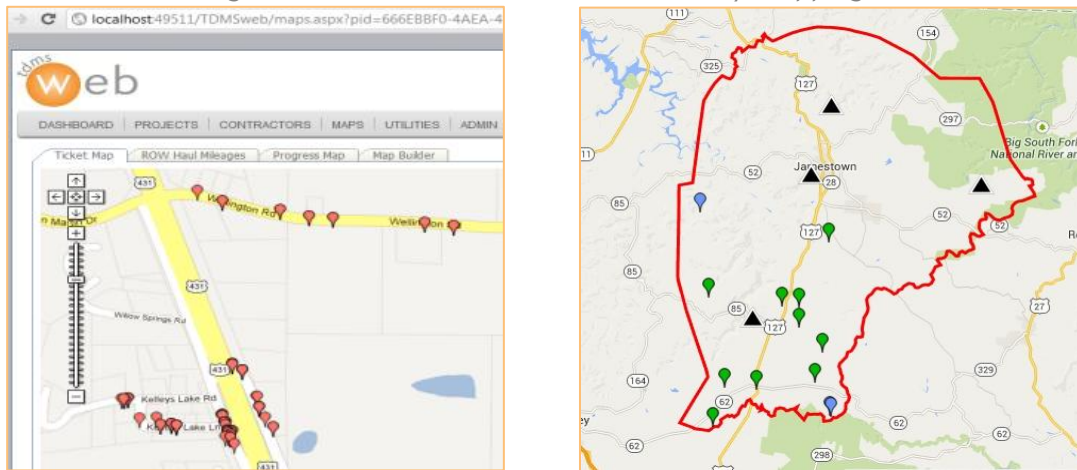 localhost:49511/TDMSweb/maps.aspx?pid=666EBBF0-4AEA-4
tdms
web
DASHBOARD PROJECTS CONTRACTORS MAPS UTILITIES ADMIN
Ticket Map ROW Haul Mileages Progress Map Map Builder
431
Wellington Rd
Wellington Rd
431
Willow Springs Rd
431
Kelleys Lake Rd
431
111
154
325
127
297
Big South Fork
National River
Jamestown
52
28
85
52
52
127
85
85
127
27
329
164
62
62
62
62
298